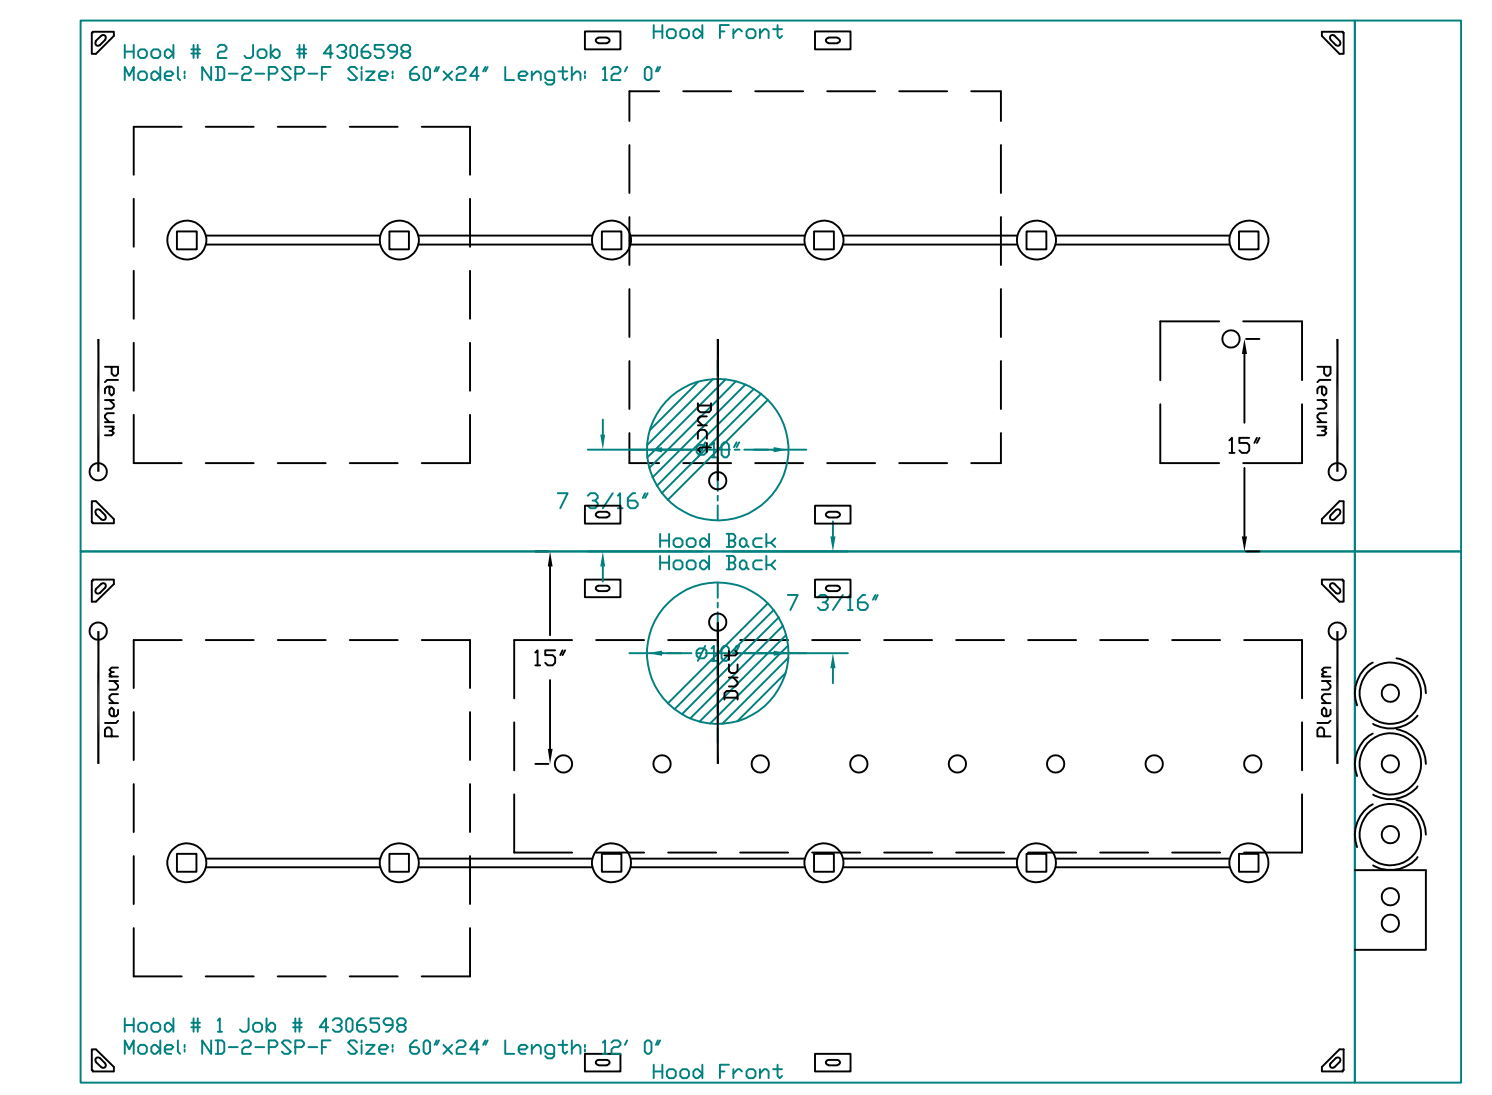 Hood Front
Hood # 2 Job # 4306598
Model: ND-2-PSP-F Size: 60"x24" Length: 12' 0"
Plenum
Duct
Plenum
ø10"
15"
7 3/16"
Hood Back
Hood Back
7 3/16"
15"
ø10"
Duct
Plenum
Plenum
Hood # 1 Job # 4306598
Model: ND-2-PSP-F Size: 60"x24" Length: 12' 0"
Hood Front